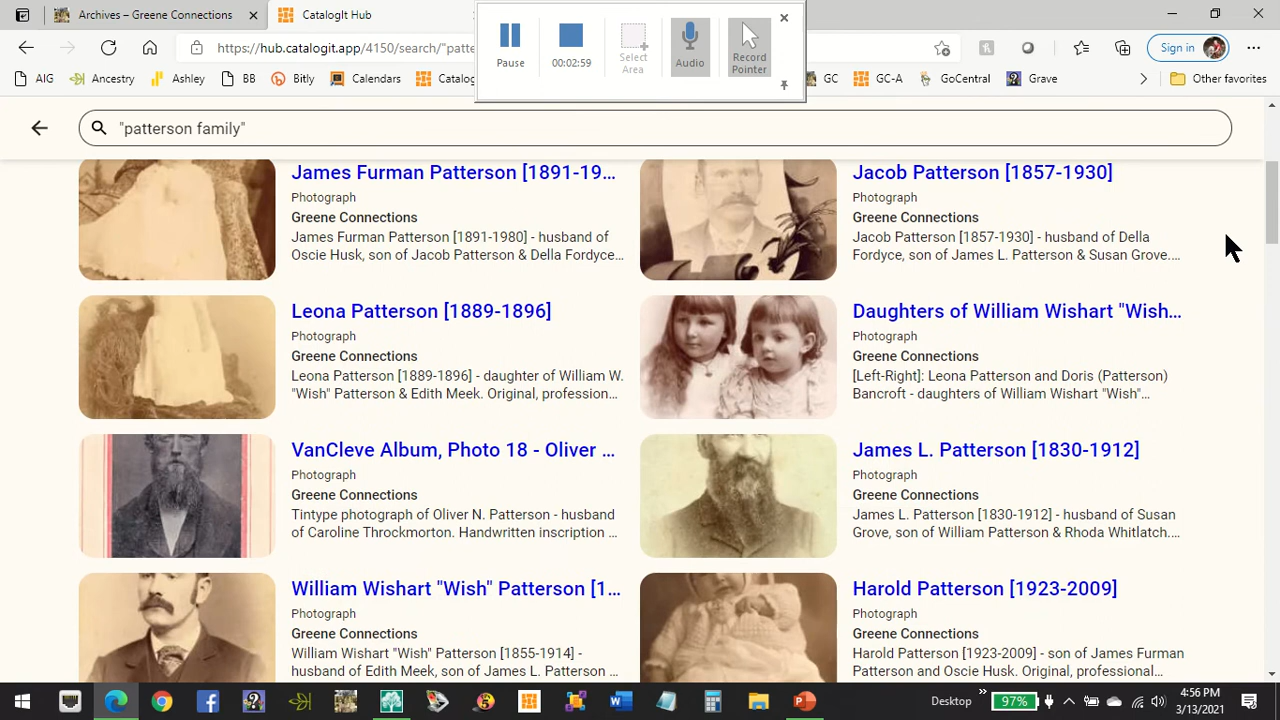 Archives – Greene Connections
CatalogIt Hub
Pause
00:02:59
Select
Area
Audio
Record
Pointer
https://hub.catalogit.app/4150/search/"patte
Sign in
AIG
Ancestry
Ashley
BB
Bitly
Calendars
Catalog
GC
GC-A
GoCentral
Grave
Other favorites
"patterson family"
James Furman Patterson [1891-19...
Photograph
Greene Connections
James Furman Patterson [1891-1980] - husband of
Oscie Husk, son of Jacob Patterson & Della Fordyce...
Jacob Patterson [1857-1930]
Photograph
Greene Connections
Jacob Patterson [1857-1930] - husband of Della
Fordyce, son of James L. Patterson & Susan Grove....
Leona Patterson [1889-1896]
Photograph
Greene Connections
Leona Patterson [1889-1896] - daughter of William W.
"Wish" Patterson & Edith Meek. Original, profession...
Daughters of William Wishart "Wish...
Photograph
Greene Connections
[Left-Right]: Leona Patterson and Doris (Patterson)
Bancroft - daughters of William Wishart "Wish"...
VanCleve Album, Photo 18 - Oliver ...
Photograph
Greene Connections
Tintype photograph of Oliver N. Patterson - husband
of Caroline Throckmorton. Handwritten inscription ...
James L. Patterson [1830-1912]
Photograph
Greene Connections
James L. Patterson [1830-1912] - husband of Susan
Grove, son of William Patterson & Rhoda Whitlatch....
William Wishart "Wish" Patterson [1...
Photograph
Greene Connections
William Wishart "Wish" Patterson [1855-1914] -
husband of Edith Meek, son of James L. Patterson ...
Harold Patterson [1923-2009]
Photograph
Greene Connections
Harold Patterson [1923-2009] - son of James Furman
Patterson and Oscie Husk. Original, professional...
Desktop
97%
4:56 PM
3/13/2021